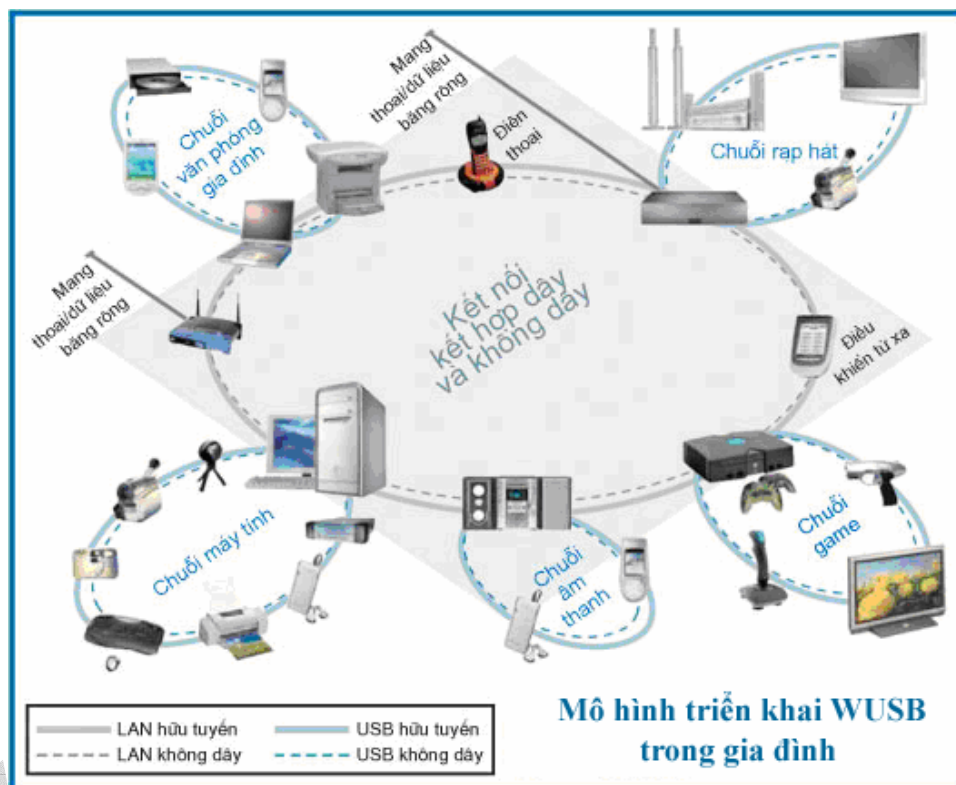 Mạng
thoại/dữ liệu
băng rộng
Chuỗi
văn phòng
gia đình
Điện
thoại
Chuỗi rạp hát
Mạng
thoại/dữ liệu
băng rộng
Kết nối
kết hợp dây
và không dây
Điều
khiển từ xa
Chuỗi máy tính
Chuỗi
âm
thanh
Chuỗi
game
LAN hữu tuyến
USB hữu tuyến
LAN không dây
USB không dây
Mô hình triển khai WUSB
trong gia đình